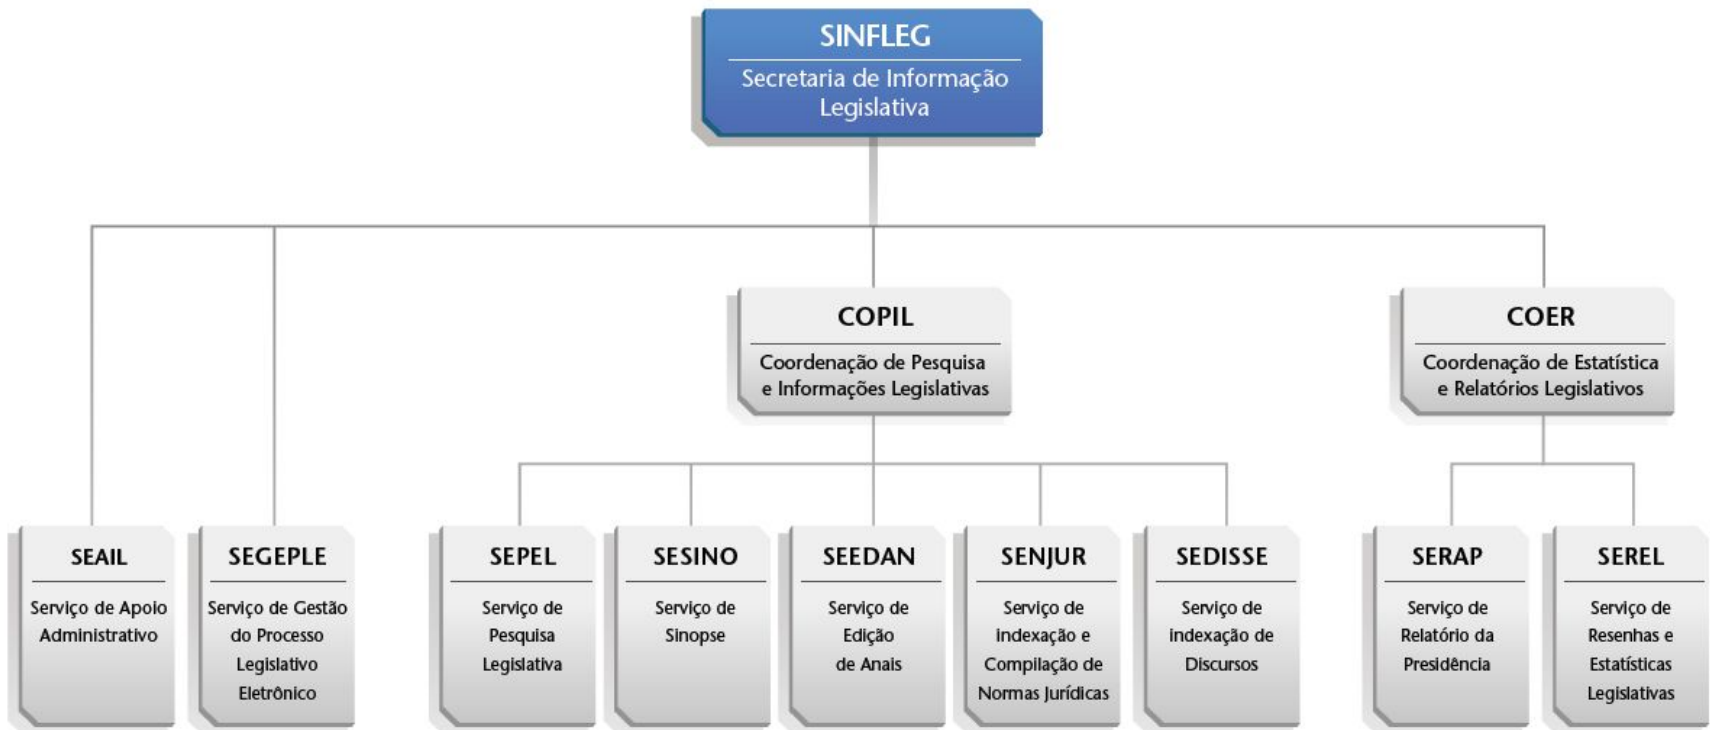 SINFLEG
Secretaria de Informação
Legislativa
COPIL
Coordenação de Pesquisa
e Informações Legislativas
COER
Coordenação de Estatística
e Relatórios Legislativos
SEAIL
Serviço de Apoio
Administrativo
SEGEPLE
Serviço de Gestão
do Processo
Legislativo
Eletrônico
SEPEL
Serviço de
Pesquisa
Legislativa
SESINO
Serviço de
Sinopse
SEEDAN
Serviço de
Edição
de Anais
SENJUR
Serviço de
indexação e
Compilação de
Normas Jurídicas
SEDISSE
Serviço de
indexação de
Discursos
SERAP
Serviço de
Relatório da
Presidência
SEREL
Serviço de
Resenhas e
Estatísticas
Legislativas